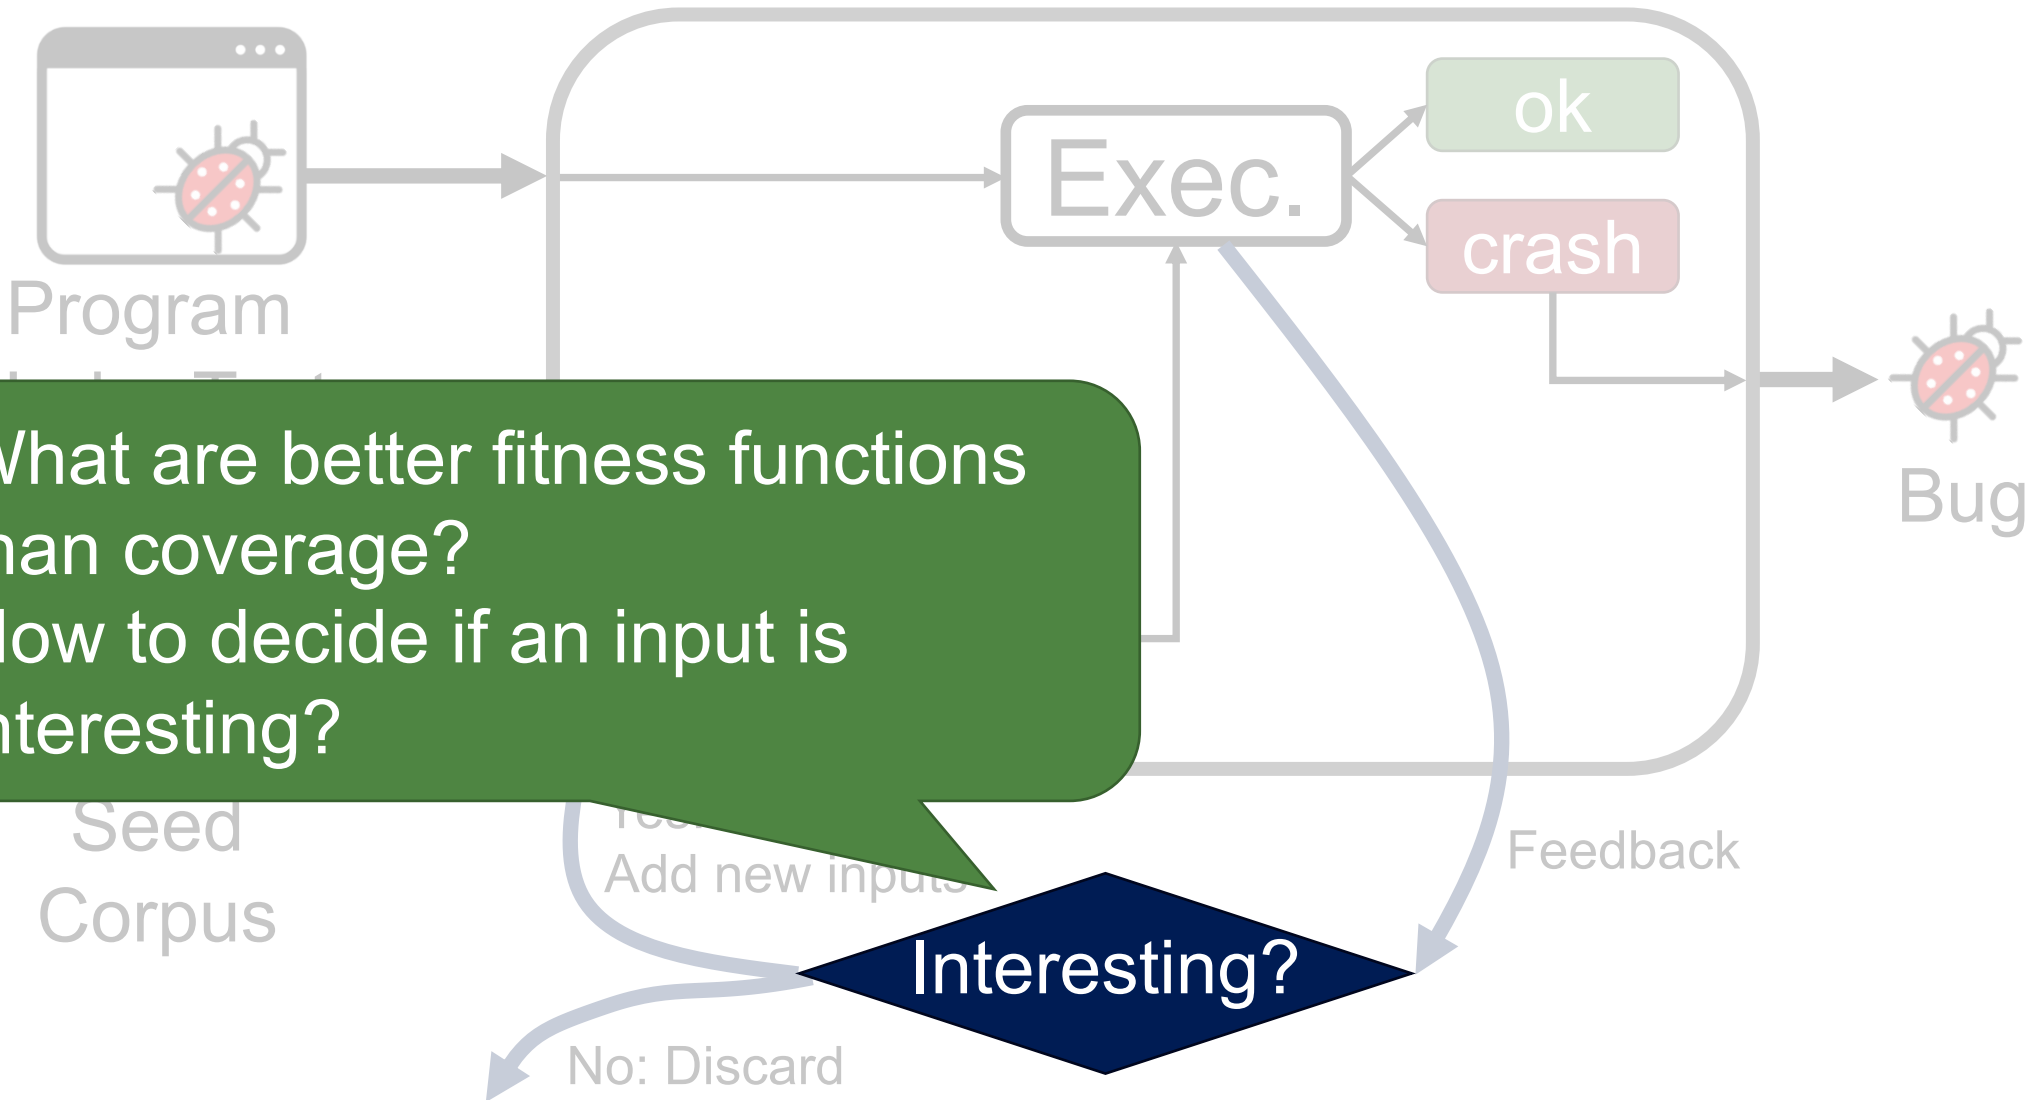 ok
Exec.
crash
Program
Bug
What are better fitness functions
han coverage?
How to decide if an input is
nteresting?
Seed
Corpus
Add new inputs
Feedback
Interesting?
No: Discard